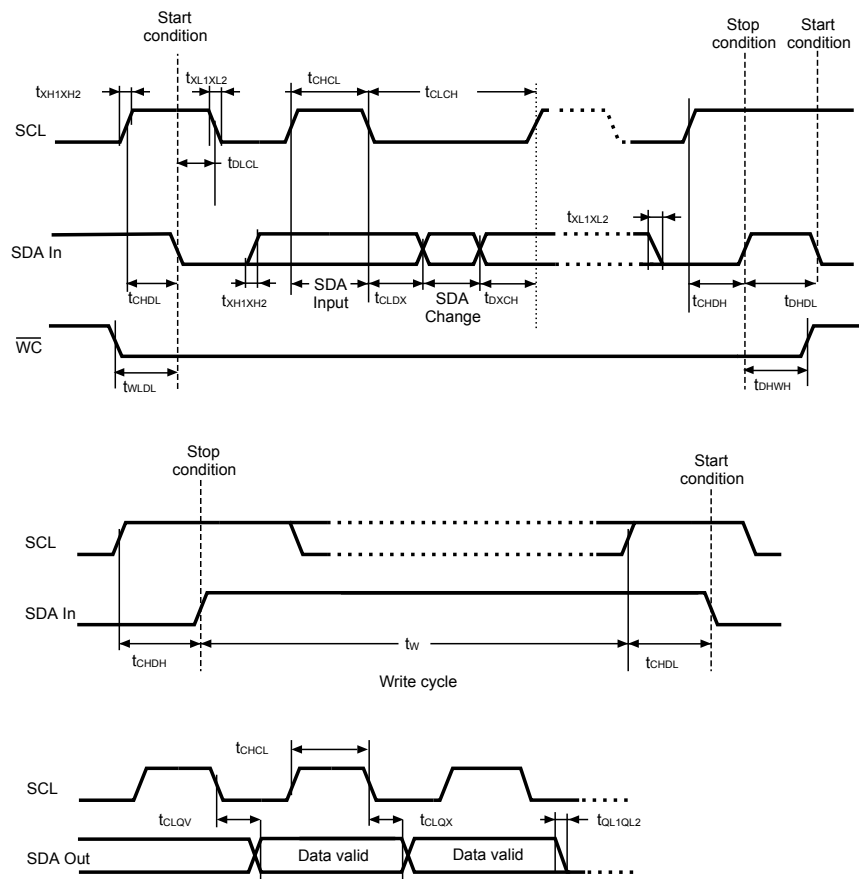 Start
condition
Stop
condition
Start
condition
tXH1XH2
tXL1XL2
tCHCL
tCLCH
SCL
tDLCL
tXL1XL2
SDA In
tCHDL
tXH1XH2
SDA
Input
tCLDX
SDA
Change
tDXCH
tCHDH
tDHDL
WC
tWLDL
tDHWH
Stop
condition
Start
condition
SCL
SDA In
tCHDH
tW
tCHDL
Write cycle
tCHCL
SCL
tCLQV
tCLQX
tQL1QL2
SDA Out
Data valid
Data valid